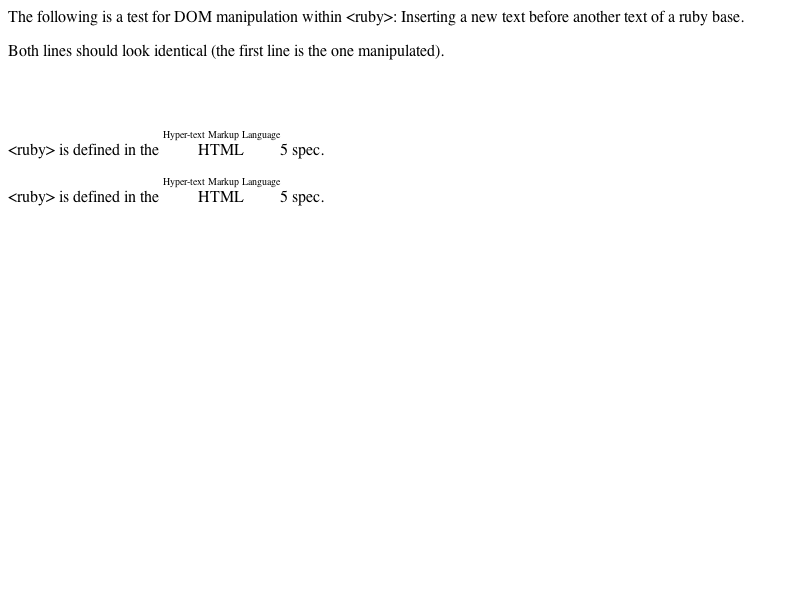 The following is a test for DOM manipulation within <ruby>: Inserting a new text before another text of a ruby base.
Both lines should look identical (the first line is the one manipulated).
Hyper-text Markup Language
<ruby> is defined in the HTML 5 spec.
Hyper-text Markup Language
<ruby> is defined in the HTML 5 spec.